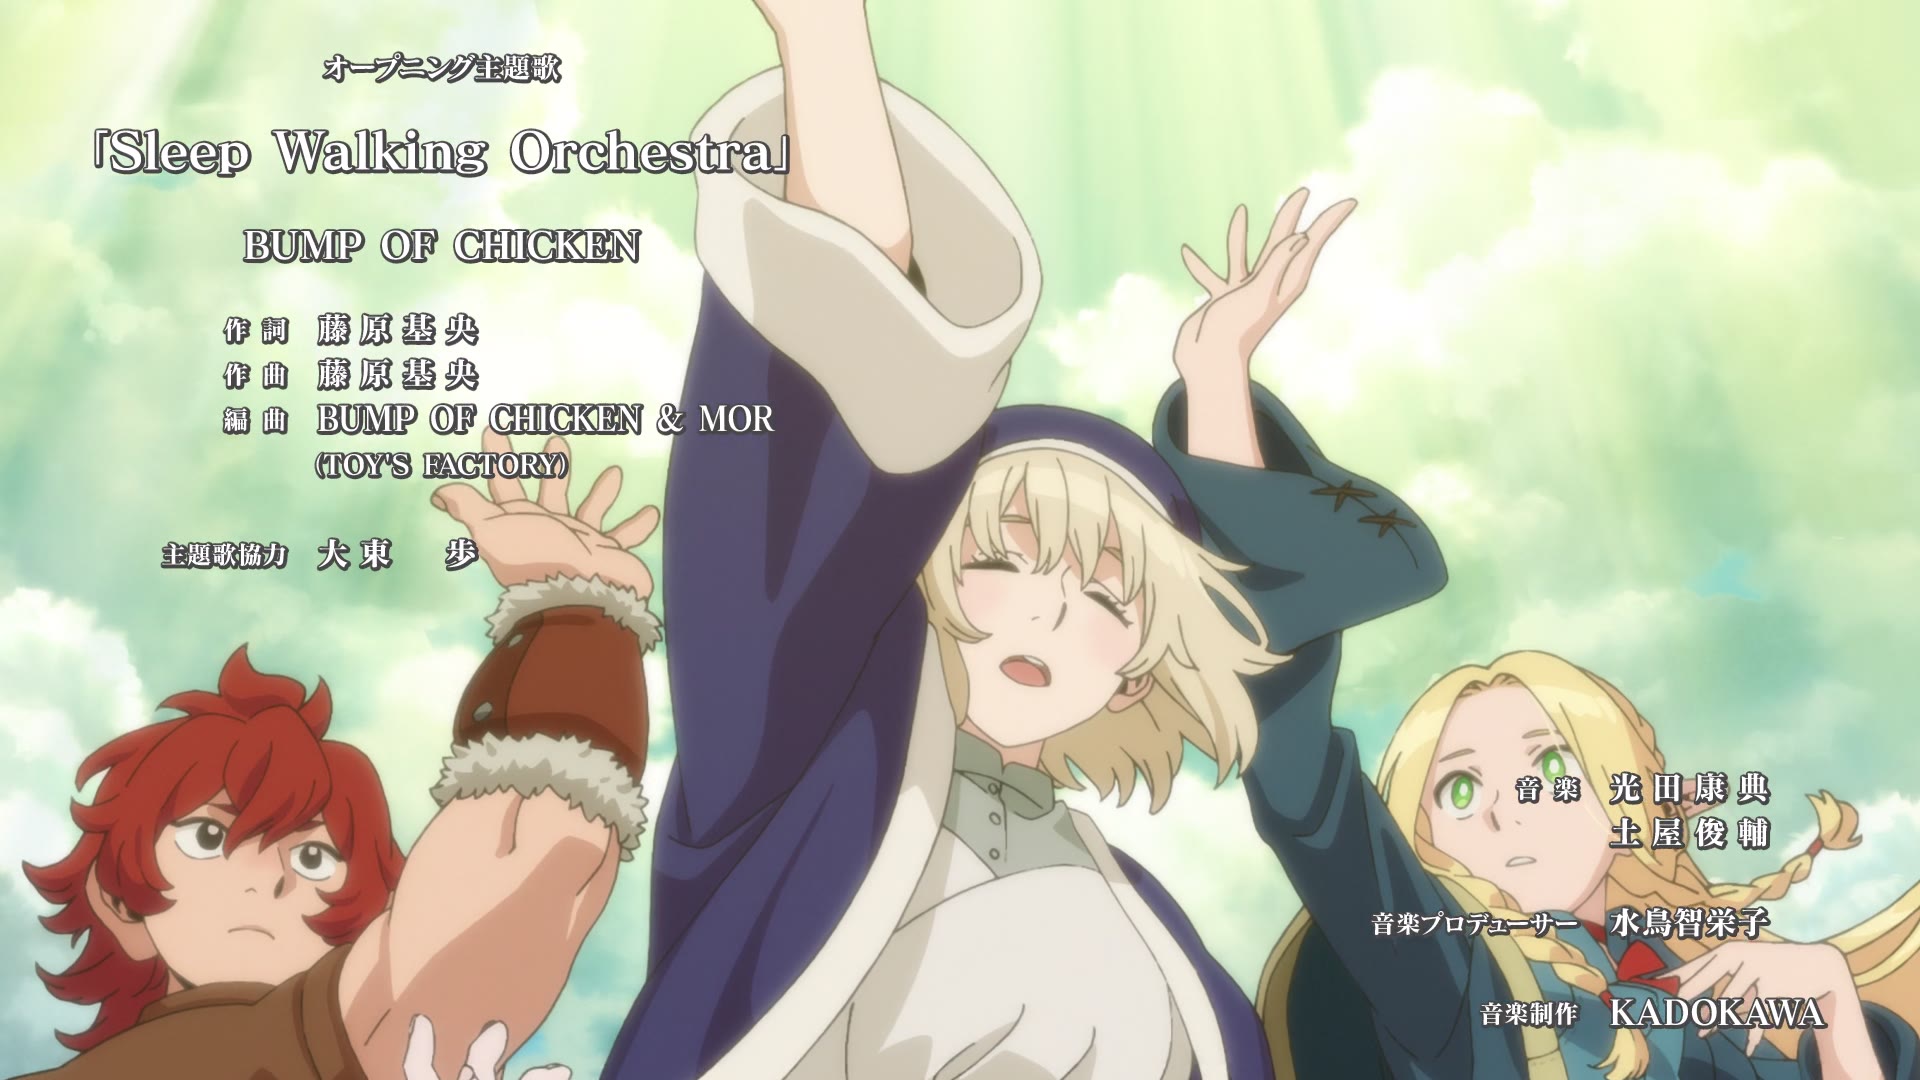 オープニング主題歌
「Sleep Walking Orchestra」
BUMP OF CHICKEN
作詞 藤原基央
作曲 藤原基央
編曲 BUMP OF CHICKEN & MOR
(TOY'S FACTORY)
主題歌協力 大東 歩
音楽 光田康典
土屋俊輔
音楽プロデューサー 水鳥智栄子
音楽制作 KADOKAWA